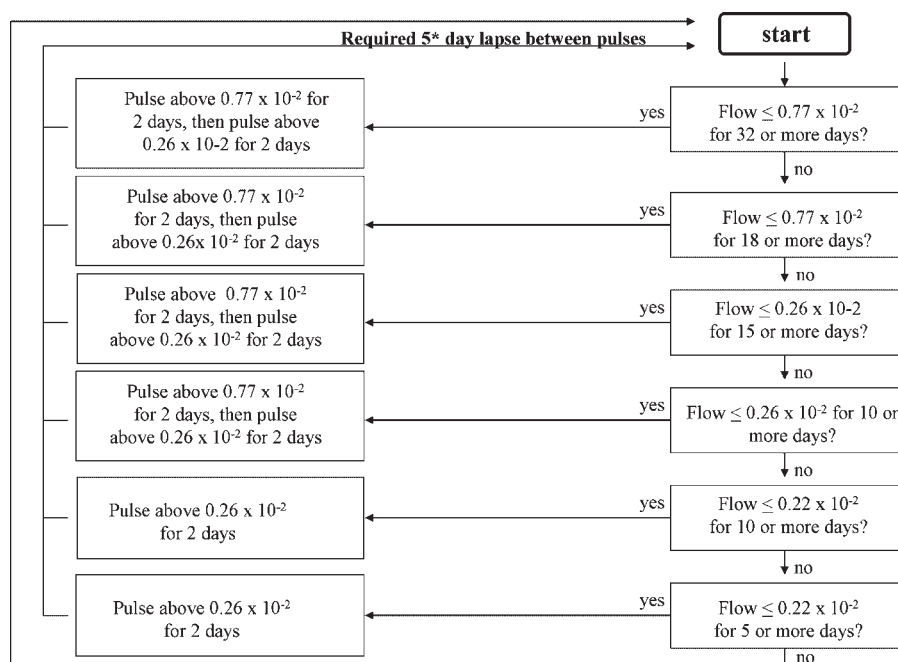 start
Required 5* day lapse between pulses
Pulse above 0.77 x 10⁻² for
2 days, then pulse above
0.26 x 10-2 for 2 days
yes
Flow ≤ 0.77 x 10⁻²
for 32 or more days?
no
Pulse above 0.77 x 10⁻²
for 2 days, then pulse
above 0.26x 10⁻² for 2 days
yes
Flow ≤ 0.77 x 10⁻²
for 18 or more days?
no
Pulse above 0.77 x 10⁻²
for 2 days, then pulse
above 0.26 x 10⁻² for 2 days
yes
Flow ≤ 0.26 x 10-2
for 15 or more days?
no
Pulse above 0.77 x 10⁻²
for 2 days, then pulse
above 0.26 x 10⁻² for 2 days
yes
Flow ≤ 0.26 x 10⁻² for 10 or
more days?
no
Pulse above 0.26 x 10⁻²
for 2 days
yes
Flow ≤ 0.22 x 10⁻²
for 10 or more days?
no
Pulse above 0.26 x 10⁻²
for 2 days
yes
Flow ≤ 0.22 x 10⁻²
for 5 or more days?
no